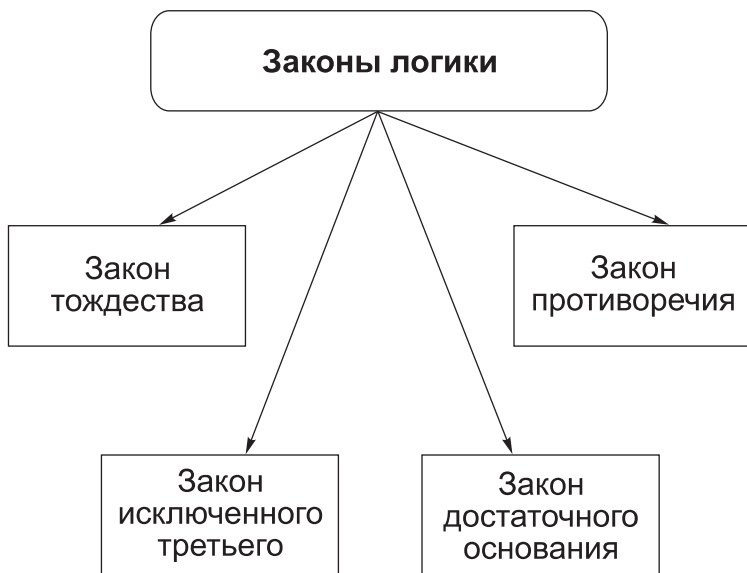 Законы логики
Закон
тождества
Закон
противоречия
Закон
исключенного
третьего
Закон
достаточного
основания